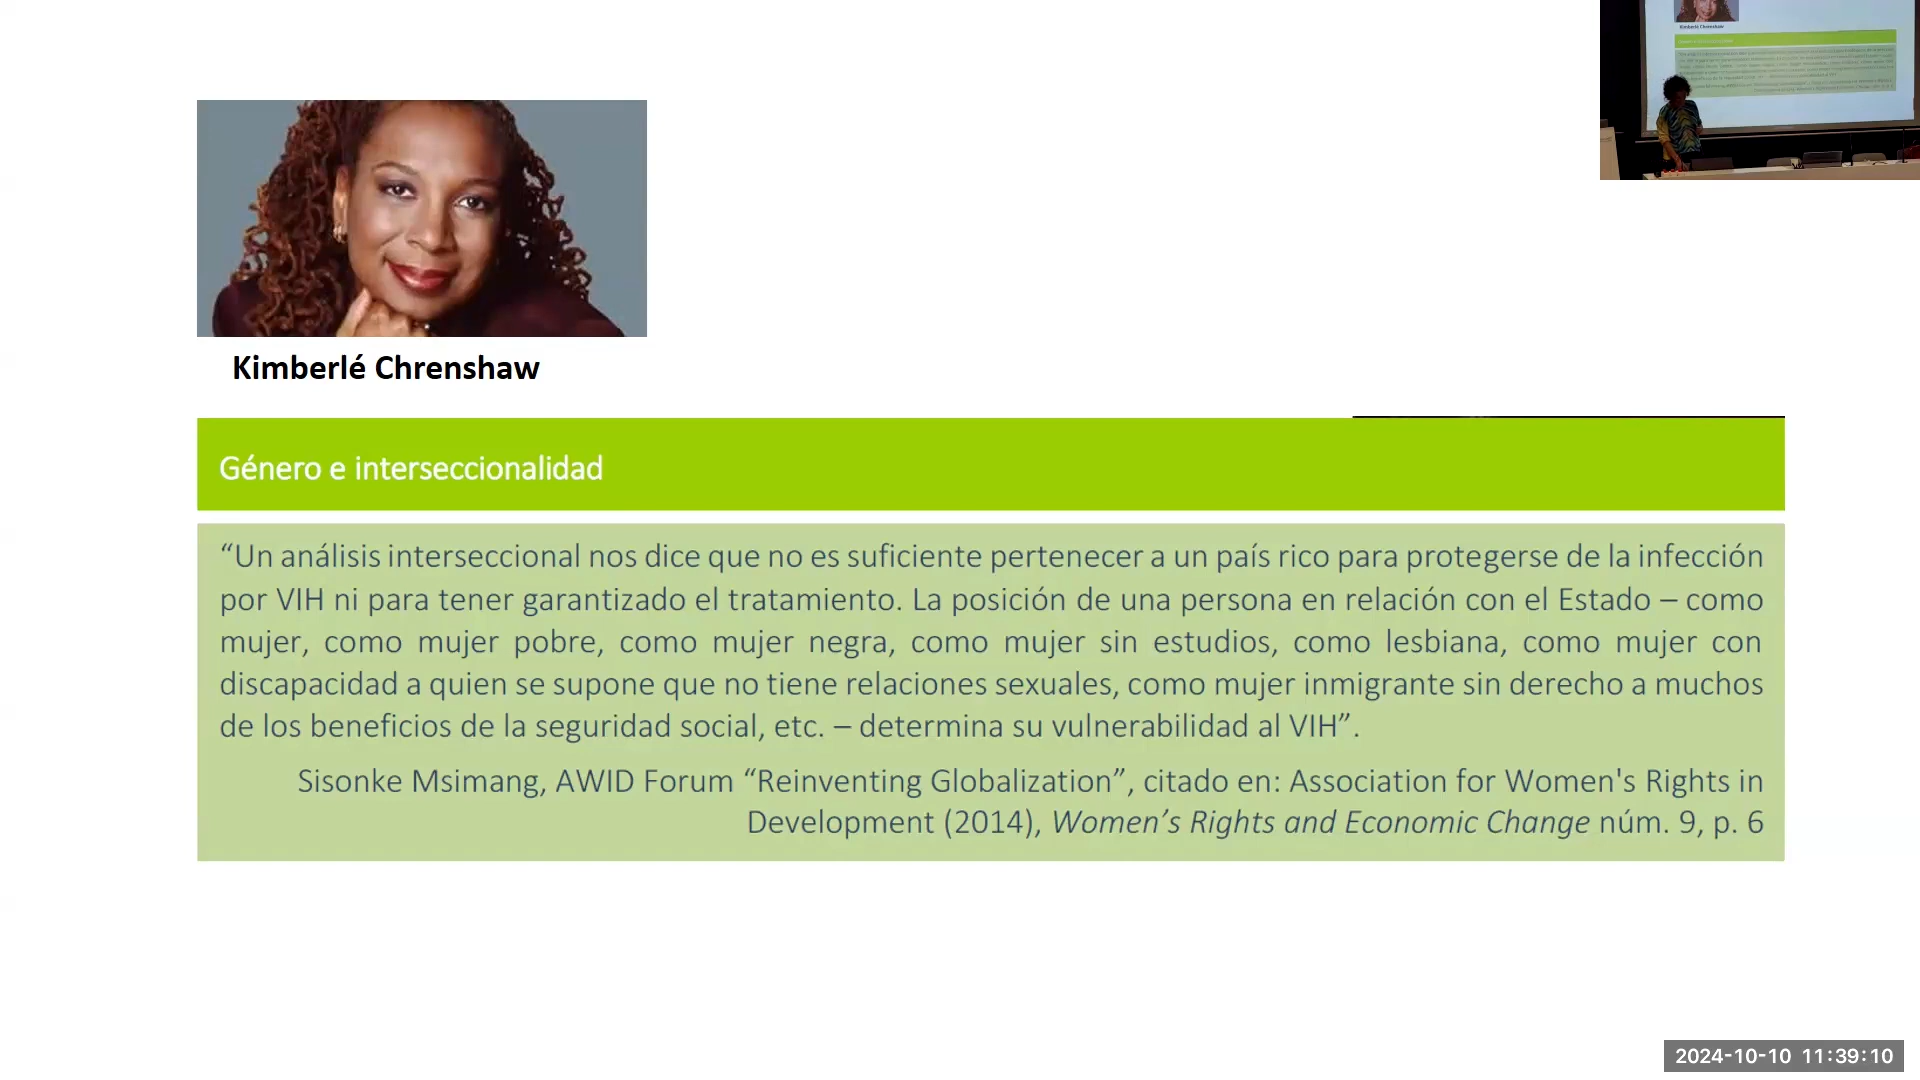 Kimberlé Chrenshaw
Kimberlé Chrenshaw
Género e interseccionalidad
“Un análisis interseccional nos dice que no es suficiente pertenecer a un país rico para protegerse de la infección
por VIH ni para tener garantizado el tratamiento. La posición de una persona en relación con el Estado – como
mujer, como mujer pobre, como mujer negra, como mujer sin estudios, como lesbiana, como mujer con
discapacidad a quien se supone que no tiene relaciones sexuales, como mujer inmigrante sin derecho a muchos
de los beneficios de la seguridad social, etc. – determina su vulnerabilidad al VIH”.
Sisonke Msimang, AWID Forum “Reinventing Globalization”, citado en: Association for Women's Rights in
Development (2014), Women’s Rights and Economic Change núm. 9, p. 6
2024-10-10 11:39:10